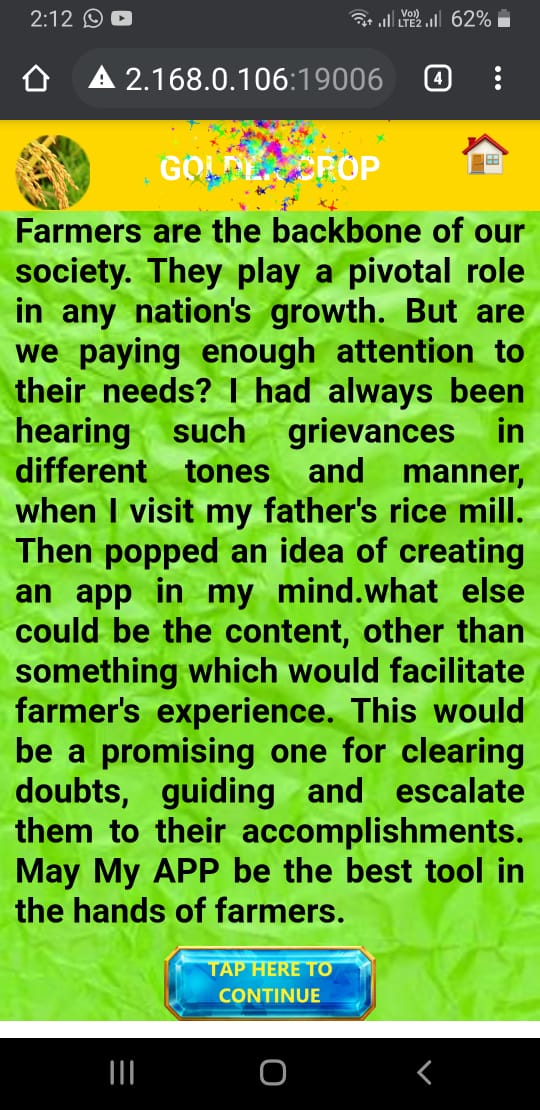 2:12 Vo)) LTE2 62%
2.168.0.106:19006 4
GOLDEN CROP
Farmers are the backbone of our
society. They play a pivotal role
in any nation's growth. But are
we paying enough attention to
their needs? I had always been
hearing such grievances in
different tones and manner,
when I visit my father's rice mill.
Then popped an idea of creating
an app in my mind.what else
could be the content, other than
something which would facilitate
farmer's experience. This would
be a promising one for clearing
doubts, guiding and escalate
them to their accomplishments.
May My APP be the best tool in
the hands of farmers.
TAP HERE TO
CONTINUE